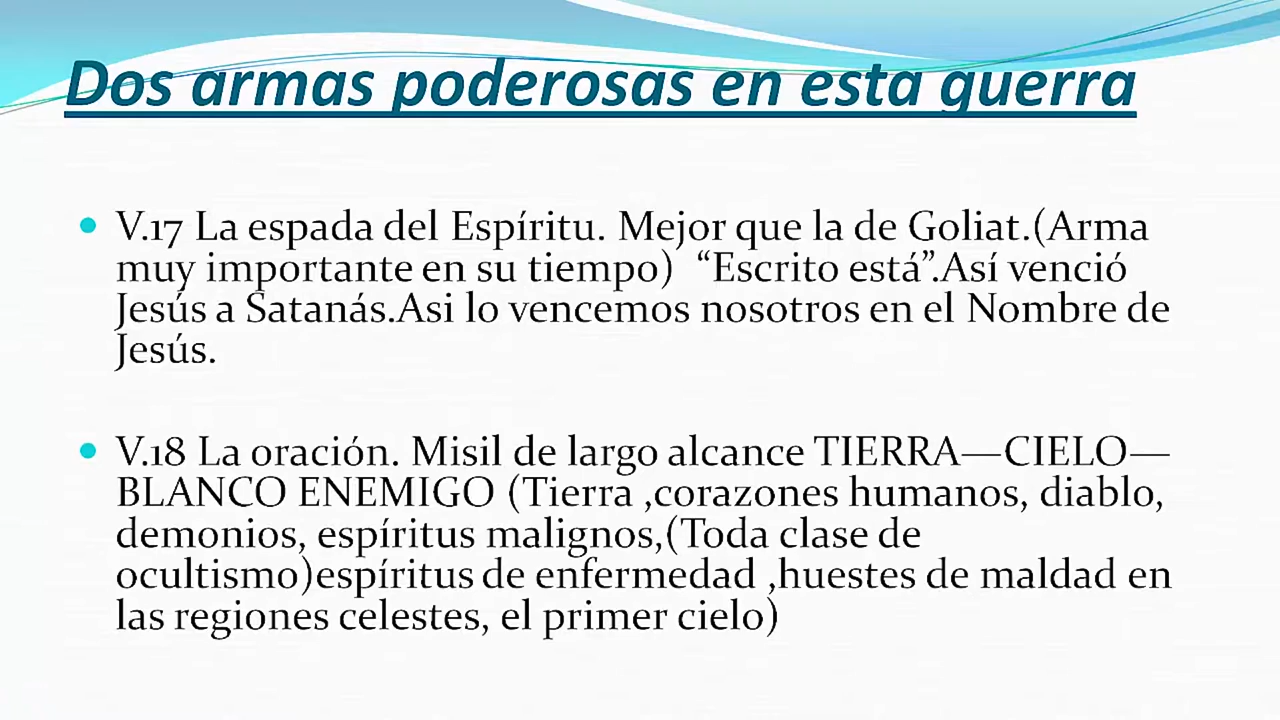 Dos armas poderosas en esta guerra
V.17 La espada del Espíritu. Mejor que la de Goliat.(Arma
muy importante en su tiempo) “Escrito está”.Así venció
Jesús a Satanás.Asi lo vencemos nosotros en el Nombre de
Jesús.
V.18 La oración. Misil de largo alcance TIERRA—CIELO—
BLANCO ENEMIGO (Tierra ,corazones humanos, diablo,
demonios, espíritus malignos,(Toda clase de
ocultismo)espíritus de enfermedad ,huestes de maldad en
las regiones celestes, el primer cielo)